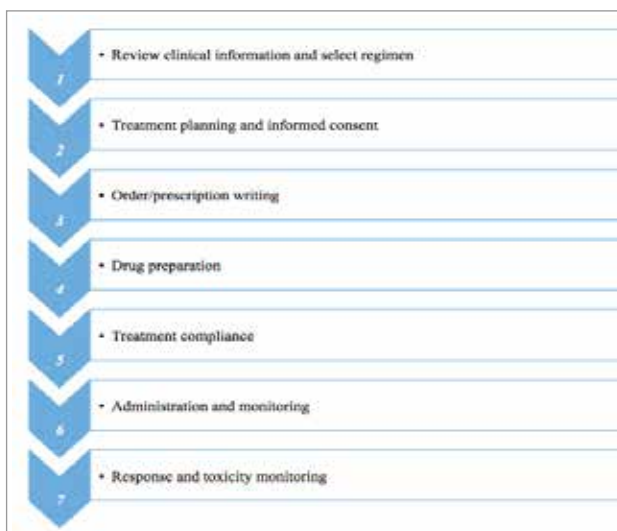 1
• Review clinical information and select regimen
2
• Treatment planning and informed consent
3
• Order/prescription writing
4
• Drug preparation
5
• Treatment compliance
6
• Administration and monitoring
7
• Response and toxicity monitoring